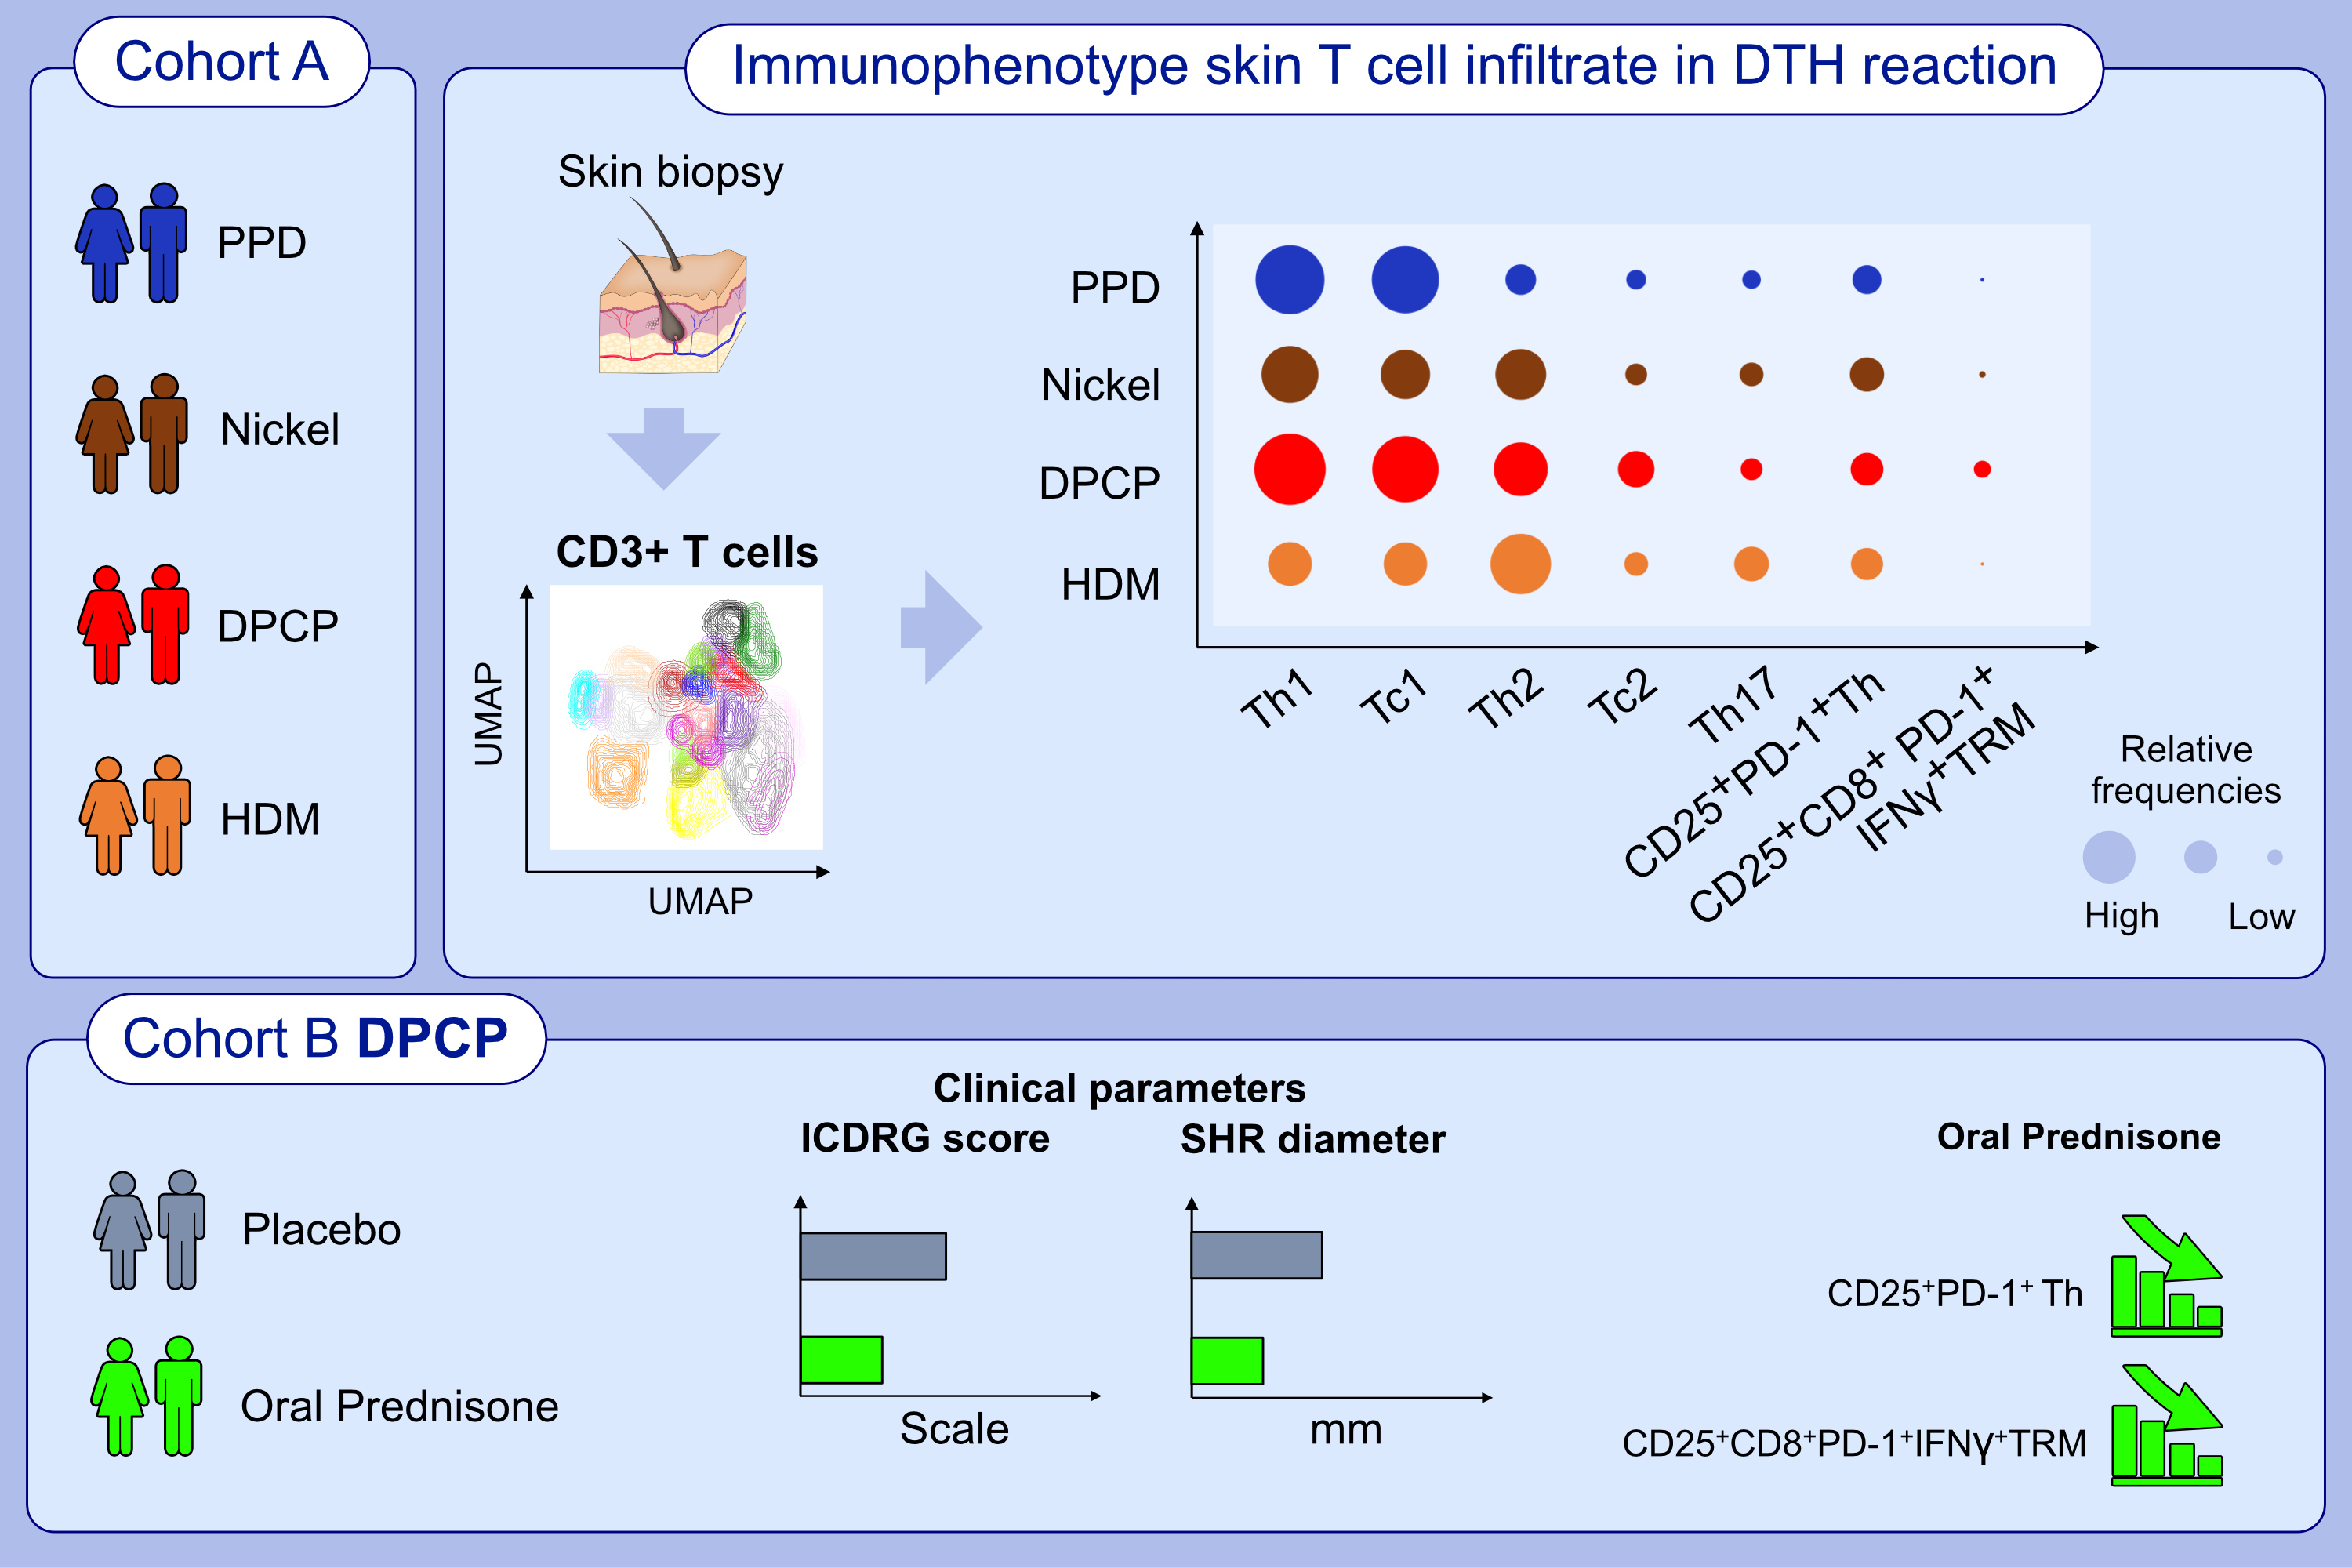 Cohort A
PPD
Nickel
DPCP
HDM
Immunophenotype skin T cell infiltrate in DTH reaction
Skin biopsy
CD3+ T cells
UMAP
UMAP
PPD
Nickel
DPCP
HDM
Th1
Tc1
Th2
Tc2
Th17
CD25⁺PD-1⁺Th
CD25⁺CD8⁺ PD-1⁺
IFNγ⁺TRM
Relative
frequencies
High
Low
Cohort B DPCP
Placebo
Oral Prednisone
Clinical parameters
ICDRG score
Scale
SHR diameter
mm
Oral Prednisone
CD25⁺PD-1⁺ Th
CD25⁺CD8⁺PD-1⁺IFNγ⁺TRM